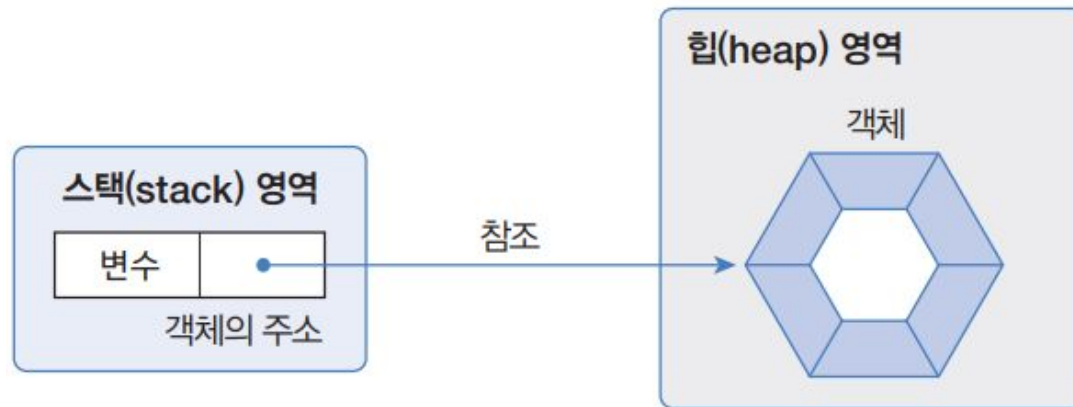 힙(heap) 영역
객체
스택(stack) 영역
변수
참조
객체의 주소